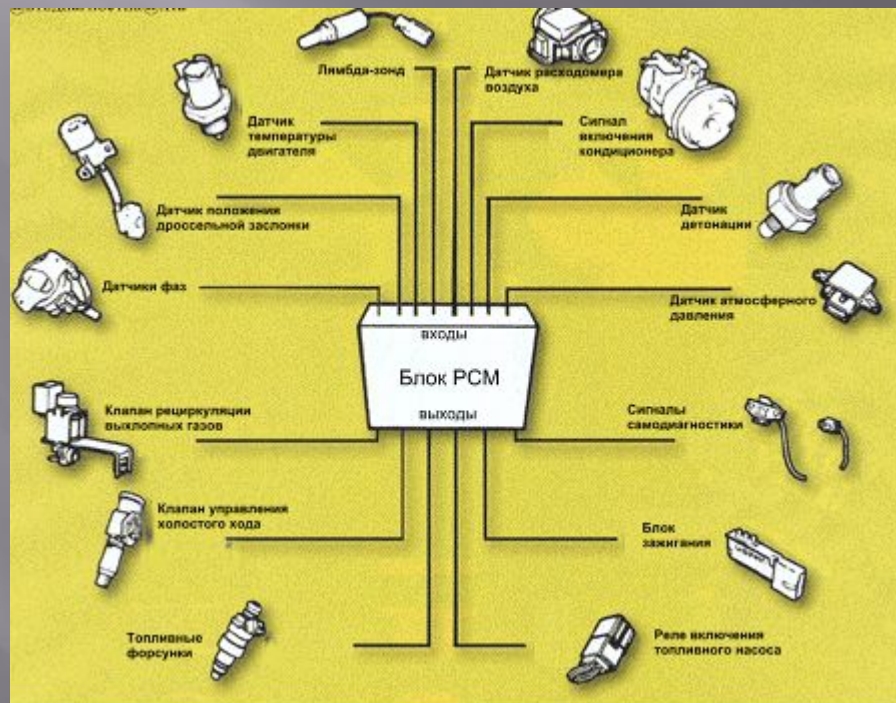 Лямбда-зонд
Датчик расходомера
воздуха
Датчик
температуры
двигателя
Сигнал
включения
кондиционера
Датчик положения
дроссельной заслонки
Датчик
детонации
Датчики фаз
Датчик атмосферного
давления
входы
Блок РСМ
выходы
Клапан рециркуляции
выхлопных газов
Сигналы
самодиагностики
Клапан управления
холостого хода
Блок
зажигания
Топливные
форсунки
Реле включения
топливного насоса